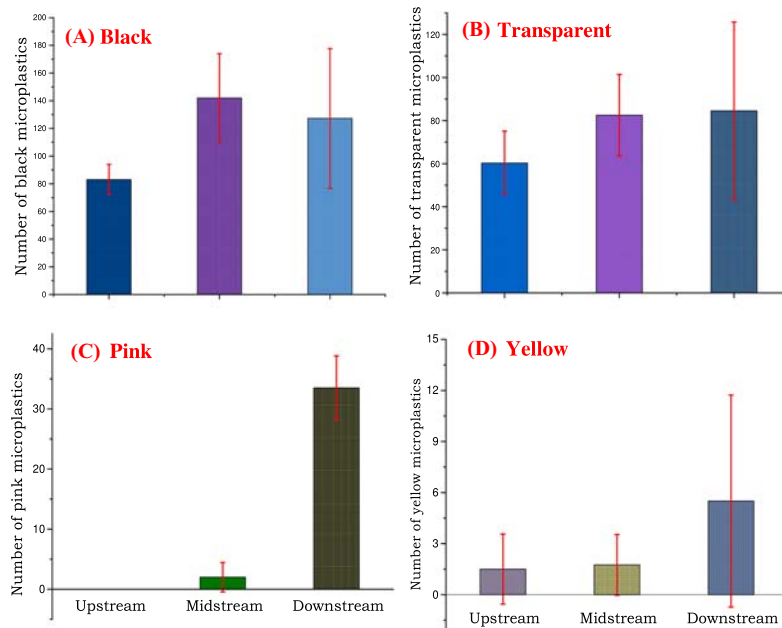 (A) Black
Number of black microplastics
200
180
160
140
120
100
80
60
40
20
0
(B) Transparent
Number of transparent microplastics
120
100
80
60
40
20
0
(C) Pink
Number of pink microplastics
40
30
20
10
0
Upstream Midstream Downstream
(D) Yellow
Number of yellow microplastics
15
12
9
6
3
0
Upstream Midstream Downstream